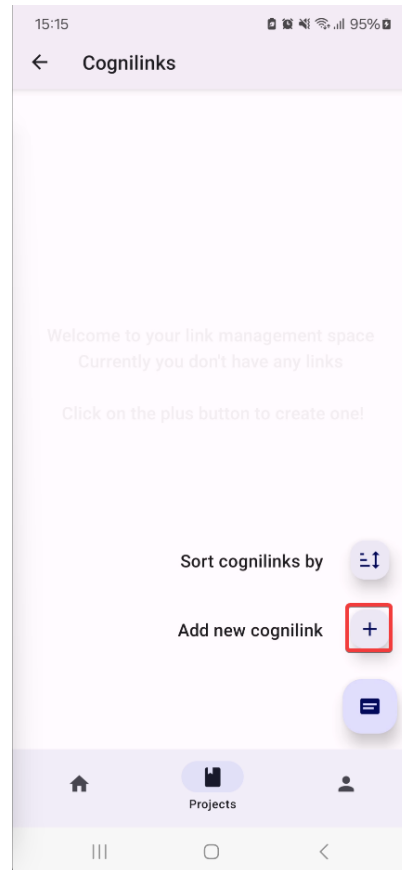 15:15
95%
Cognilinks
Welcome to your link management space
Currently you don't have any links
Click on the plus button to create one!
Sort cognilinks by
Add new cognilink
Projects